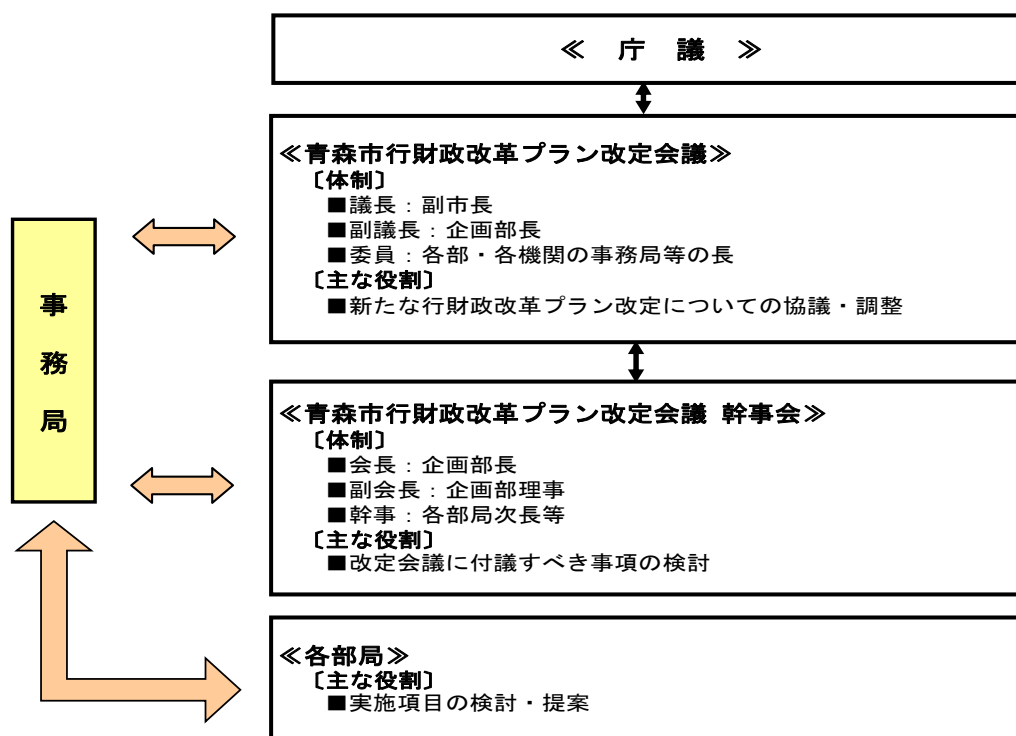 ≪ 庁 議 ≫
≪青森市行財政改革プラン改定会議≫
〔体制〕
■議長：副市長
■副議長：企画部長
■委員：各部・各機関の事務局等の長
〔主な役割〕
■新たな行財政改革プラン改定についての協議・調整
事
務
局
≪青森市行財政改革プラン改定会議 幹事会≫
〔体制〕
■会長：企画部長
■副会長：企画部理事
■幹事：各部局次長等
〔主な役割〕
■改定会議に付議すべき事項の検討
≪各部局≫
〔主な役割〕
■実施項目の検討・提案